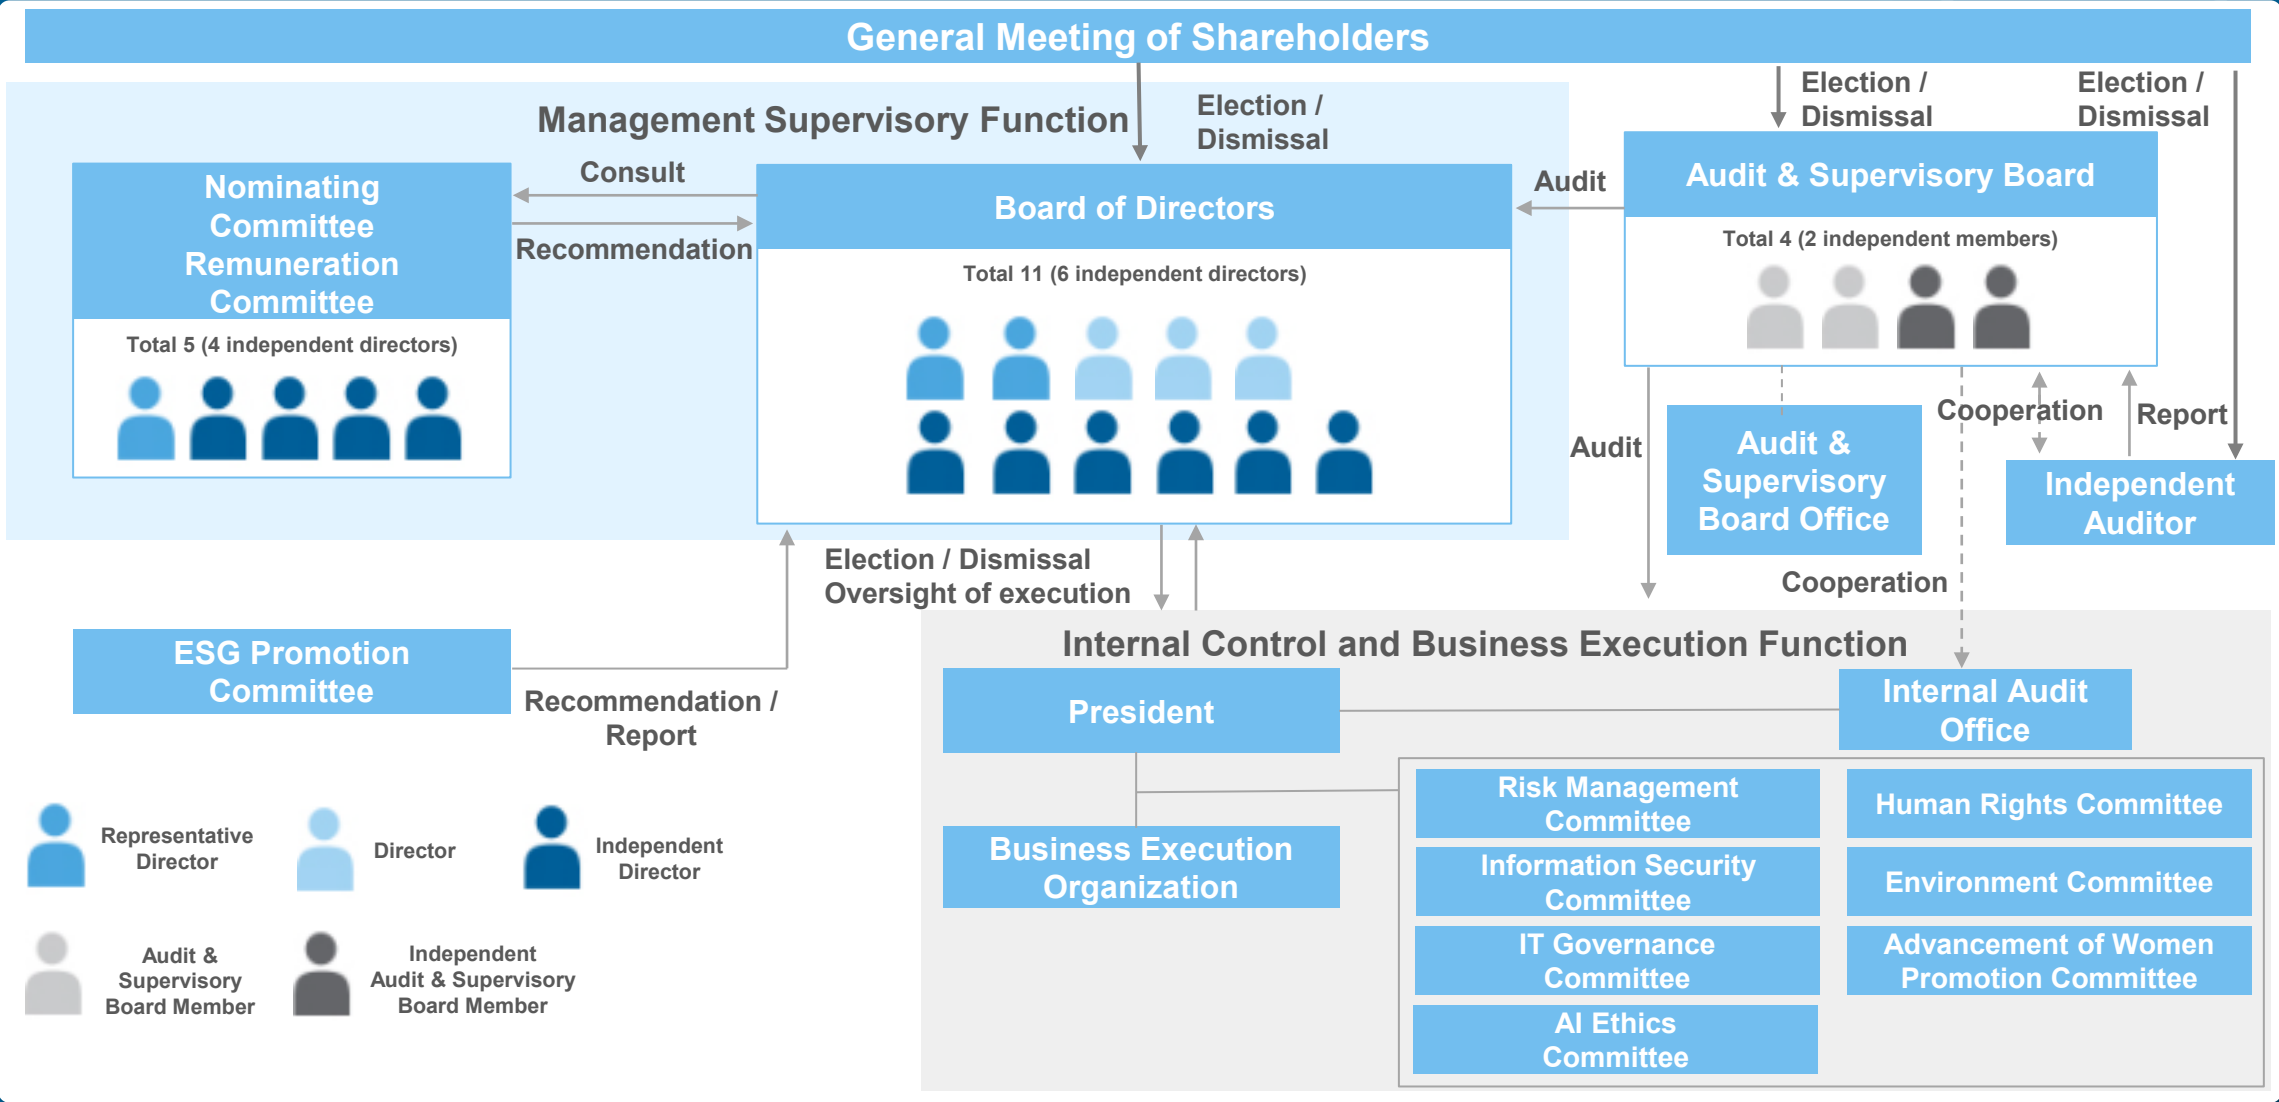 General Meeting of Shareholders
Management Supervisory Function
Election /
Dismissal
Election /
Dismissal
Election /
Dismissal
Nominating
Committee
Remuneration
Committee
Total 5 (4 independent directors)
Consult
Recommendation
Board of Directors
Total 11 (6 independent directors)
Audit
Audit & Supervisory Board
Total 4 (2 independent members)
Audit
Audit &
Supervisory
Board Office
Cooperation
Report
Independent
Auditor
Cooperation
Election / Dismissal
Oversight of execution
ESG Promotion
Committee
Recommendation /
Report
Internal Control and Business Execution Function
President
Internal Audit
Office
Business Execution
Organization
Risk Management
Committee
Human Rights Committee
Information Security
Committee
Environment Committee
IT Governance
Committee
Advancement of Women
Promotion Committee
AI Ethics
Committee
Representative
Director
Director
Independent
Director
Audit &
Supervisory
Board Member
Independent
Audit & Supervisory
Board Member